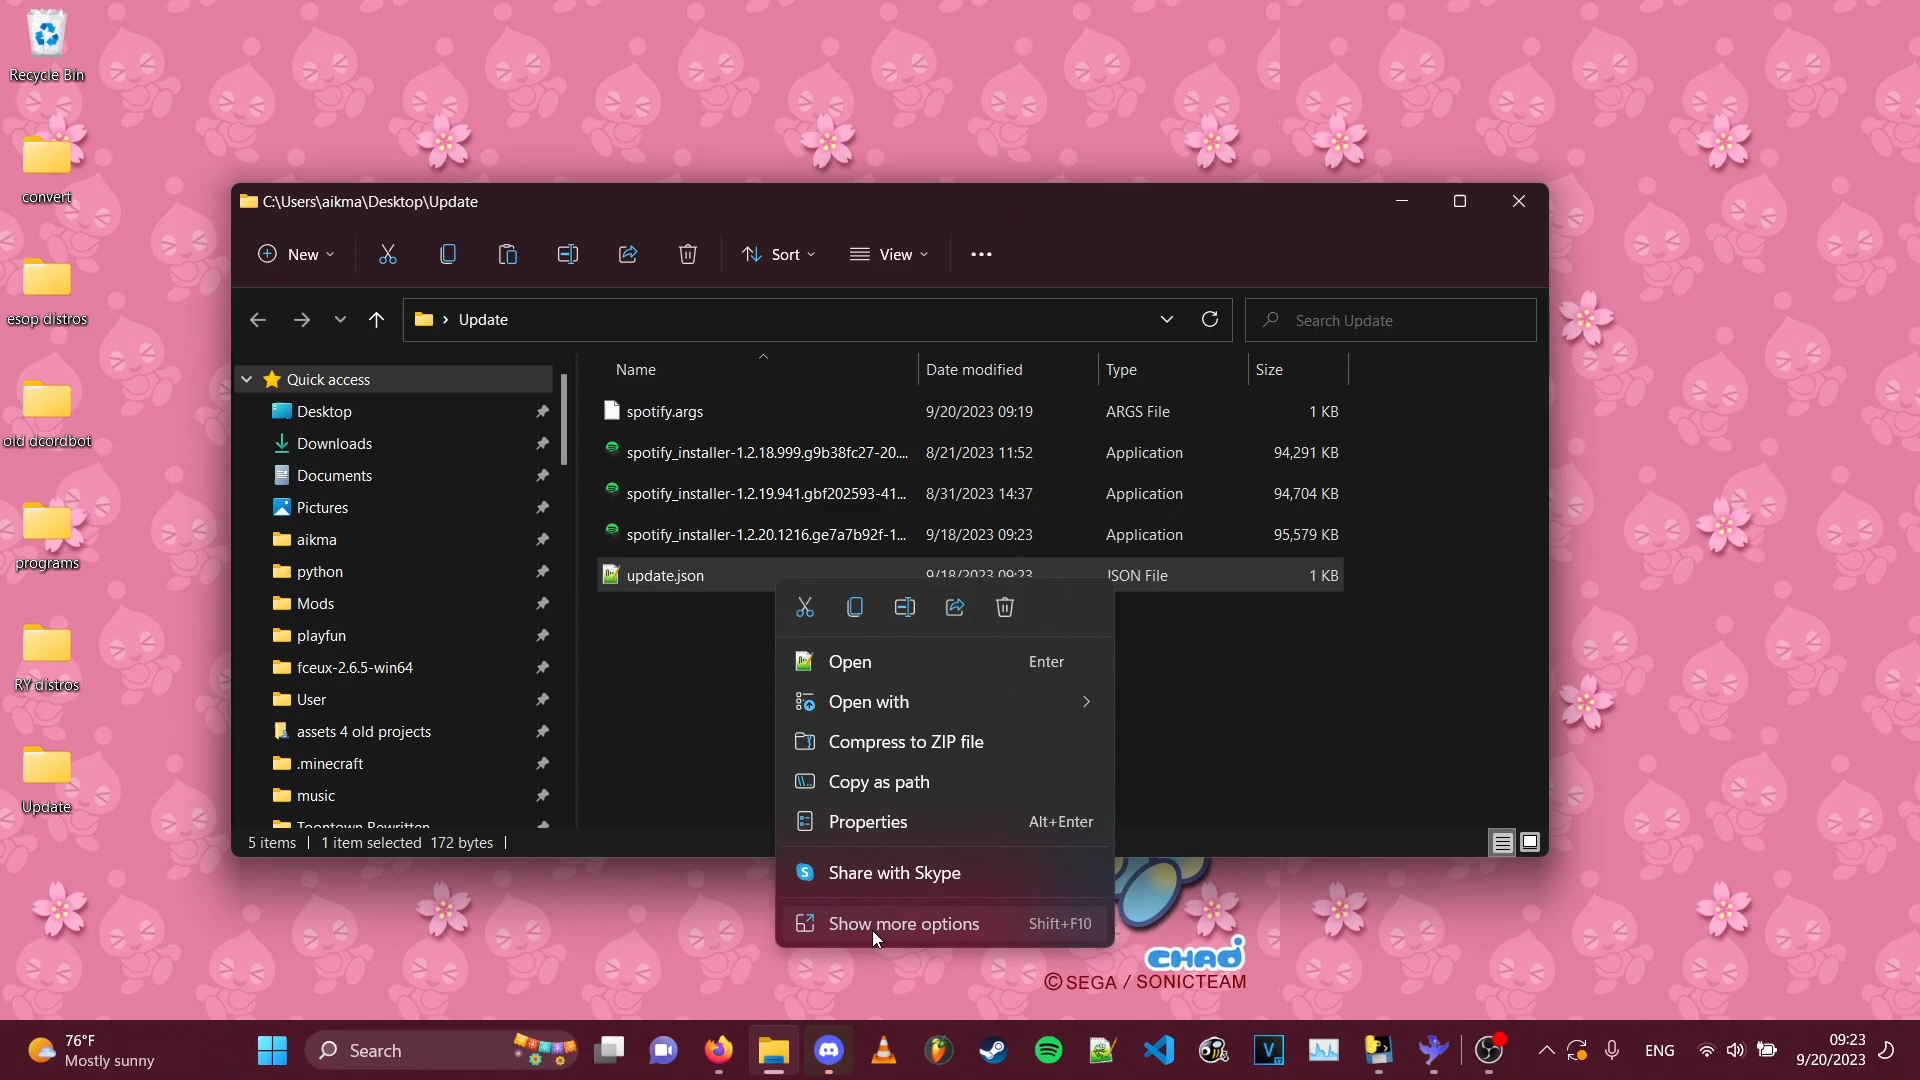 Recycle Bin
convert
esop distros
old dcordbot
programs
RY distros
Update
C:\Users\aikma\Desktop\Update
New
Sort
View
Update
Search Update
Quick access
Desktop
Downloads
Documents
Pictures
aikma
python
Mods
playfun
fceux-2.6.5-win64
User
assets 4 old projects
.minecraft
music
Toontown Rewritten
Name Date modified Type Size
spotify.args 9/20/2023 09:19 ARGS File 1 KB
spotify_installer-1.2.18.999.g9b38fc27-20... 8/21/2023 11:52 Application 94,291 KB
spotify_installer-1.2.19.941.gbf202593-41... 8/31/2023 14:37 Application 94,704 KB
spotify_installer-1.2.20.1216.ge7a7b92f-1... 9/18/2023 09:23 Application 95,579 KB
update.json 9/18/2023 09:23 JSON File 1 KB
Open Enter
Open with
Compress to ZIP file
Copy as path
Properties Alt+Enter
Share with Skype
Show more options Shift+F10
5 items 1 item selected 172 bytes
CHAO
©SEGA / SONICTEAM
76°F
Mostly sunny
Search
ENG
09:23
9/20/2023